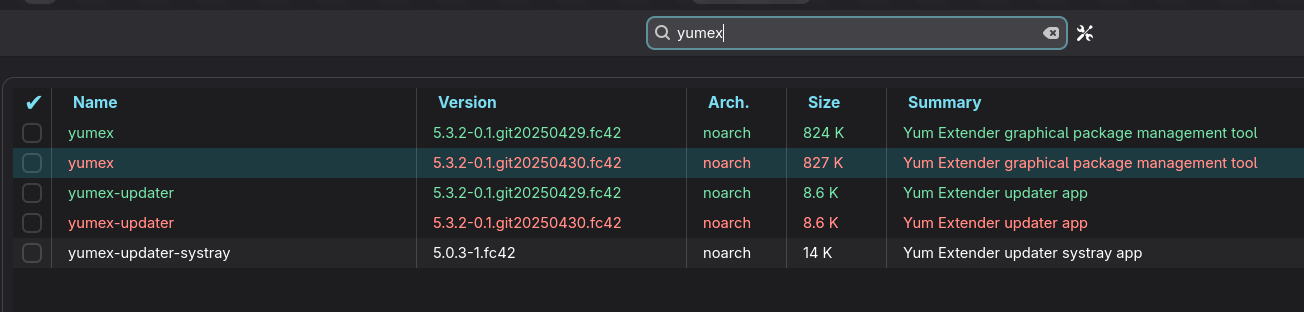 yumex
✔ Name Version Arch. Size Summary
yumex 5.3.2-0.1.git20250429.fc42 noarch 824 K Yum Extender graphical package management tool
yumex 5.3.2-0.1.git20250430.fc42 noarch 827 K Yum Extender graphical package management tool
yumex-updater 5.3.2-0.1.git20250429.fc42 noarch 8.6 K Yum Extender updater app
yumex-updater 5.3.2-0.1.git20250430.fc42 noarch 8.6 K Yum Extender updater app
yumex-updater-systray 5.0.3-1.fc42 noarch 14 K Yum Extender updater systray app